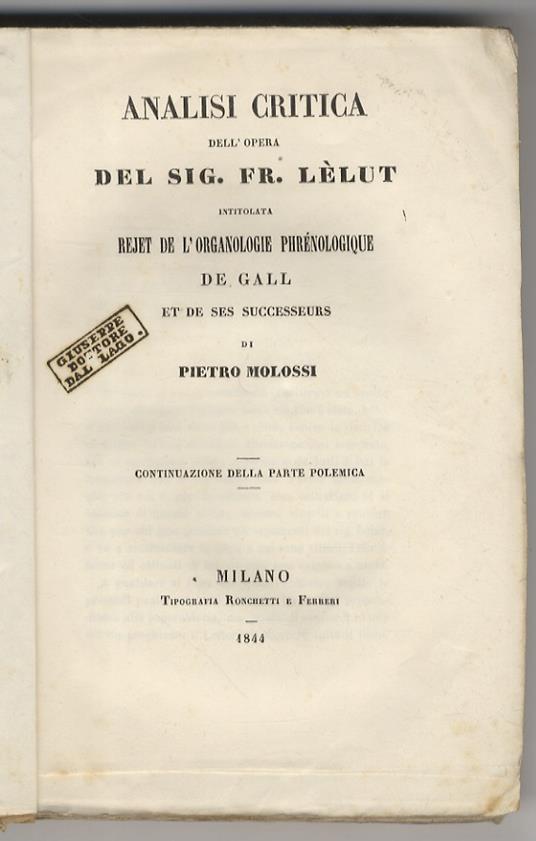 ANALISI CRITICA
DELL'OPERA
DEL SIG. FR. LÈLUT
INTITOLATA
REJET DE L'ORGANOLOGIE PHRÉNOLOGIQUE
DE GALL
ET DE SES SUCCESSEURS
DI
PIETRO MOLOSSI
GIUSEPPE
DOTTORE
DAL LAGO.
CONTINUAZIONE DELLA PARTE POLEMICA
MILANO
TIPOGRAFIA RONCHETTI E FERRERI
1844